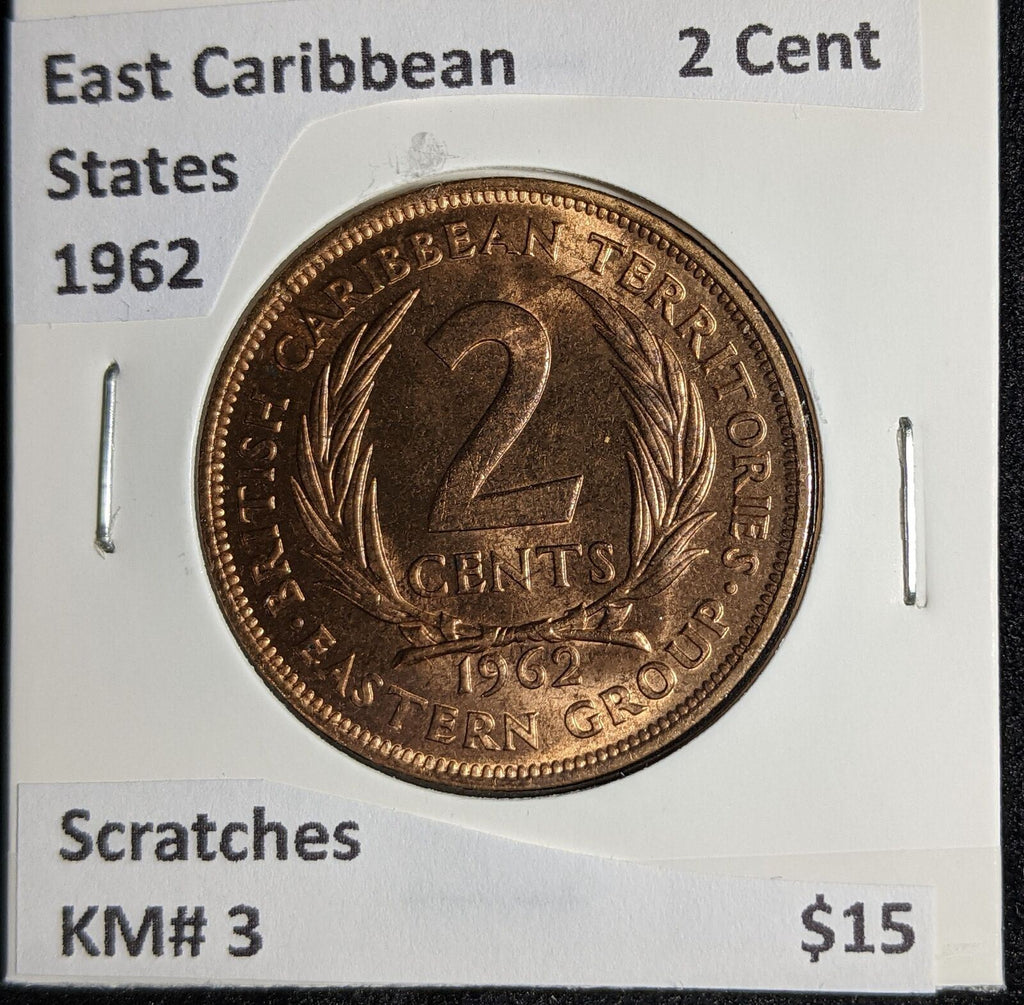 East Caribbean 2 Cent
States
1962
BRITISH CARIBBEAN TERRITORIES · EASTERN GROUP ·
2
CENTS
1962
Scratches
KM# 3 $15